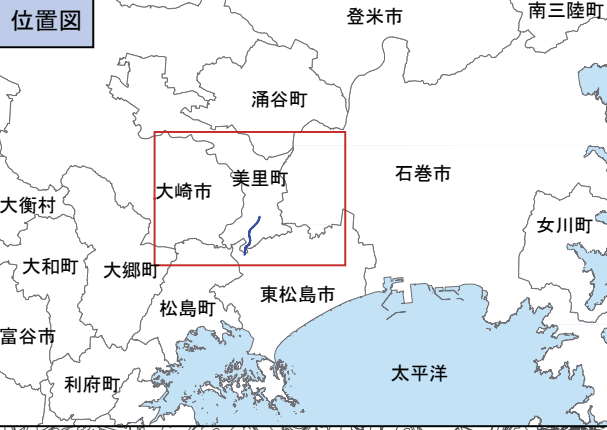 位置図
登米市
南三陸町
涌谷町
石巻市
美里町
大崎市
大衡村
女川町
大和町
大郷町
東松島市
松島町
富谷市
太平洋
利府町